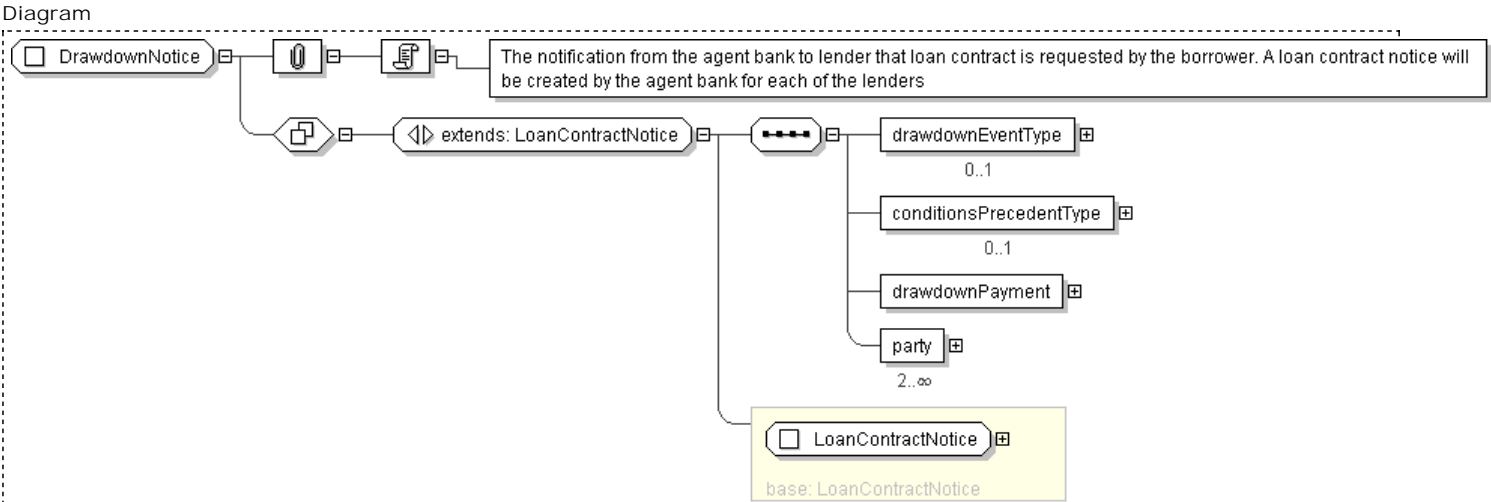 Diagram
DrawdownNotice
The notification from the agent bank to lender that loan contract is requested by the borrower. A loan contract notice will
be created by the agent bank for each of the lenders
extends: LoanContractNotice
drawdownEventType
0..1
conditionsPrecedentType
0..1
drawdownPayment
party
2..∞
LoanContractNotice
base: LoanContractNotice